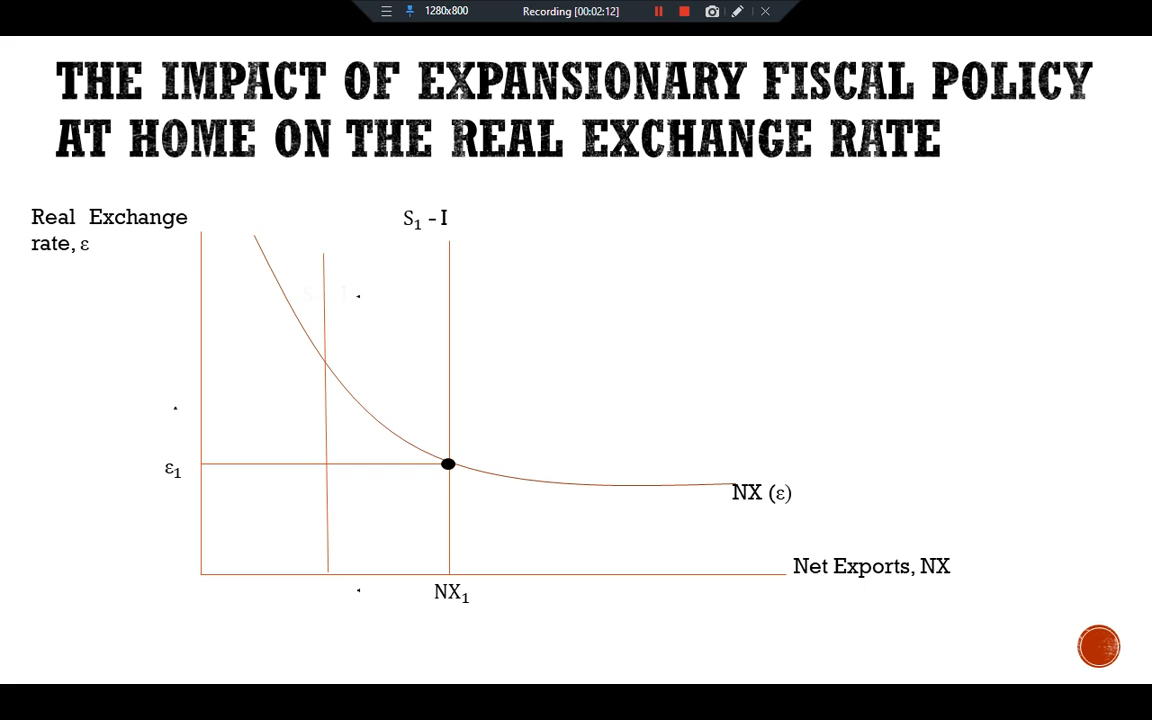 1280x800
Recording [00:02:12]
THE IMPACT OF EXPANSIONARY FISCAL POLICY
AT HOME ON THE REAL EXCHANGE RATE
Real Exchange
rate, ε
S₁ - I
ε₁
NX (ε)
Net Exports, NX
NX₁